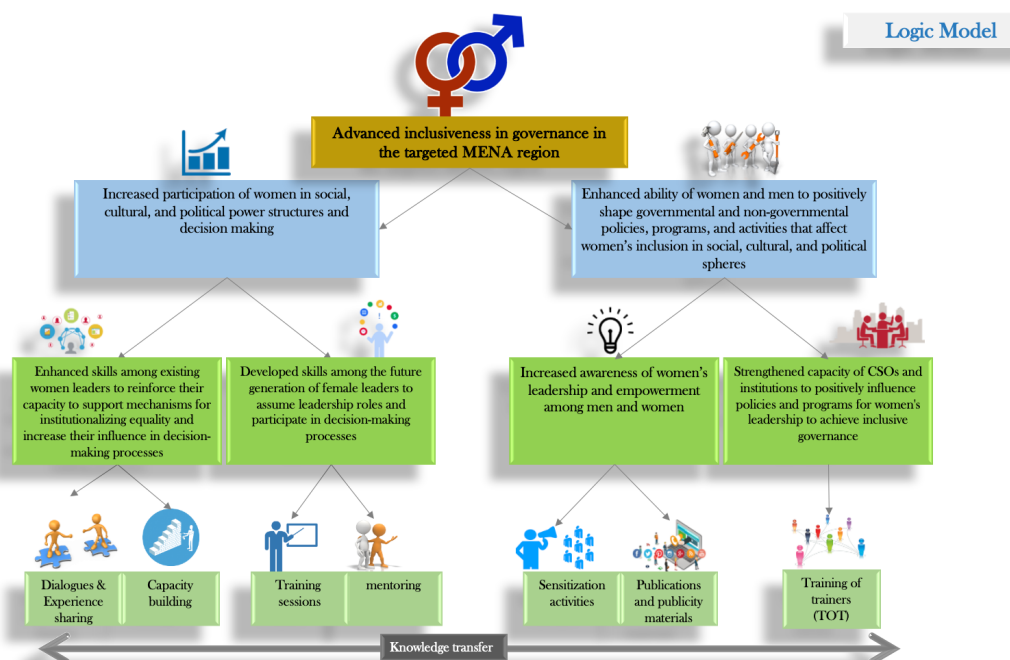 Logic Model
Advanced inclusiveness in governance in
the targeted MENA region
Increased participation of women in social,
cultural, and political power structures and
decision making
Enhanced ability of women and men to positively
shape governmental and non-governmental
policies, programs, and activities that affect
women's inclusion in social, cultural, and political
spheres
Enhanced skills among existing
women leaders to reinforce their
capacity to support mechanisms for
institutionalizing equality and
increase their influence in decision-
making processes
Developed skills among the future
generation of female leaders to
assume leadership roles and
participate in decision-making
processes
Increased awareness of women's
leadership and empowerment
among men and women
Strengthened capacity of CSOs and
institutions to positively influence
policies and programs for women's
leadership to achieve inclusive
governance
Dialogues &
Experience
sharing
Capacity
building
Training
sessions
mentoring
Sensitization
activities
Publications
and publicity
materials
Training of
trainers
(TOT)
Knowledge transfer